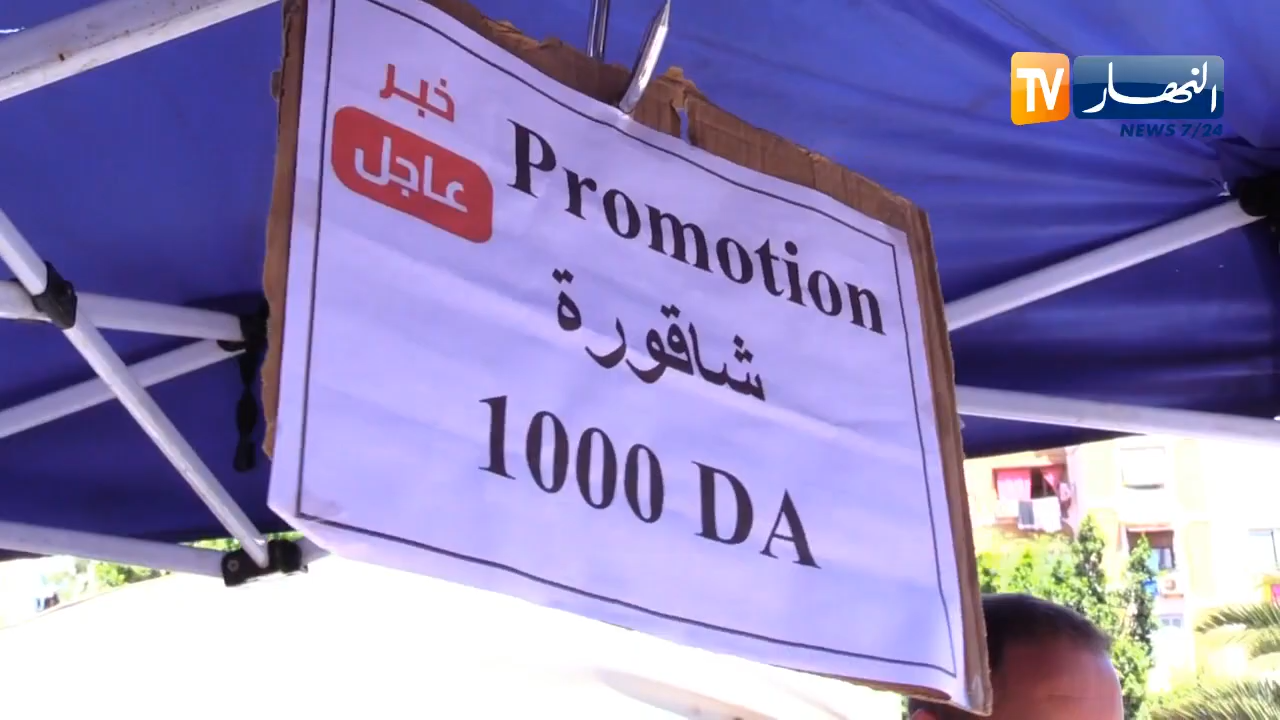 خبر
عاجل
Promotion
شاقورة
1000 DA
TV النهار
NEWS 7/24